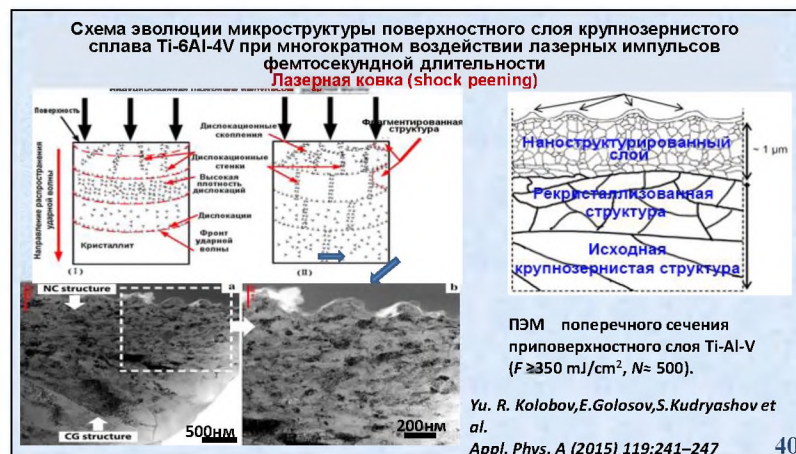 Схема эволюции микроструктуры поверхностного слоя крупнозернистого
сплава Ti-6Al-4V при многократном воздействии лазерных импульсов
фемтосекундной длительности
Лазерная ковка (shock peening)
Поверхность
Направление распространения
ударной волны
Дислокационные
скопления
Дислокационные
стенки
Высокая
плотность
дислокаций
Дислокации
Фронт
ударной
волны
Кристаллит
(I)
Фрагментированная
структура
(II)
Наноструктурированный
слой
~ 1 μm
Рекристаллизованная
структура
Исходная
крупнозернистая структура
NC structure
a
CG structure
500нм
b
200нм
ПЭМ поперечного сечения
приповерхностного слоя Ti-Al-V
(F ≥350 mJ/cm², N≈ 500).
Yu. R. Kolobov,E.Golosov,S.Kudryashov et
al.
Appl. Phys. A (2015) 119:241–247
40